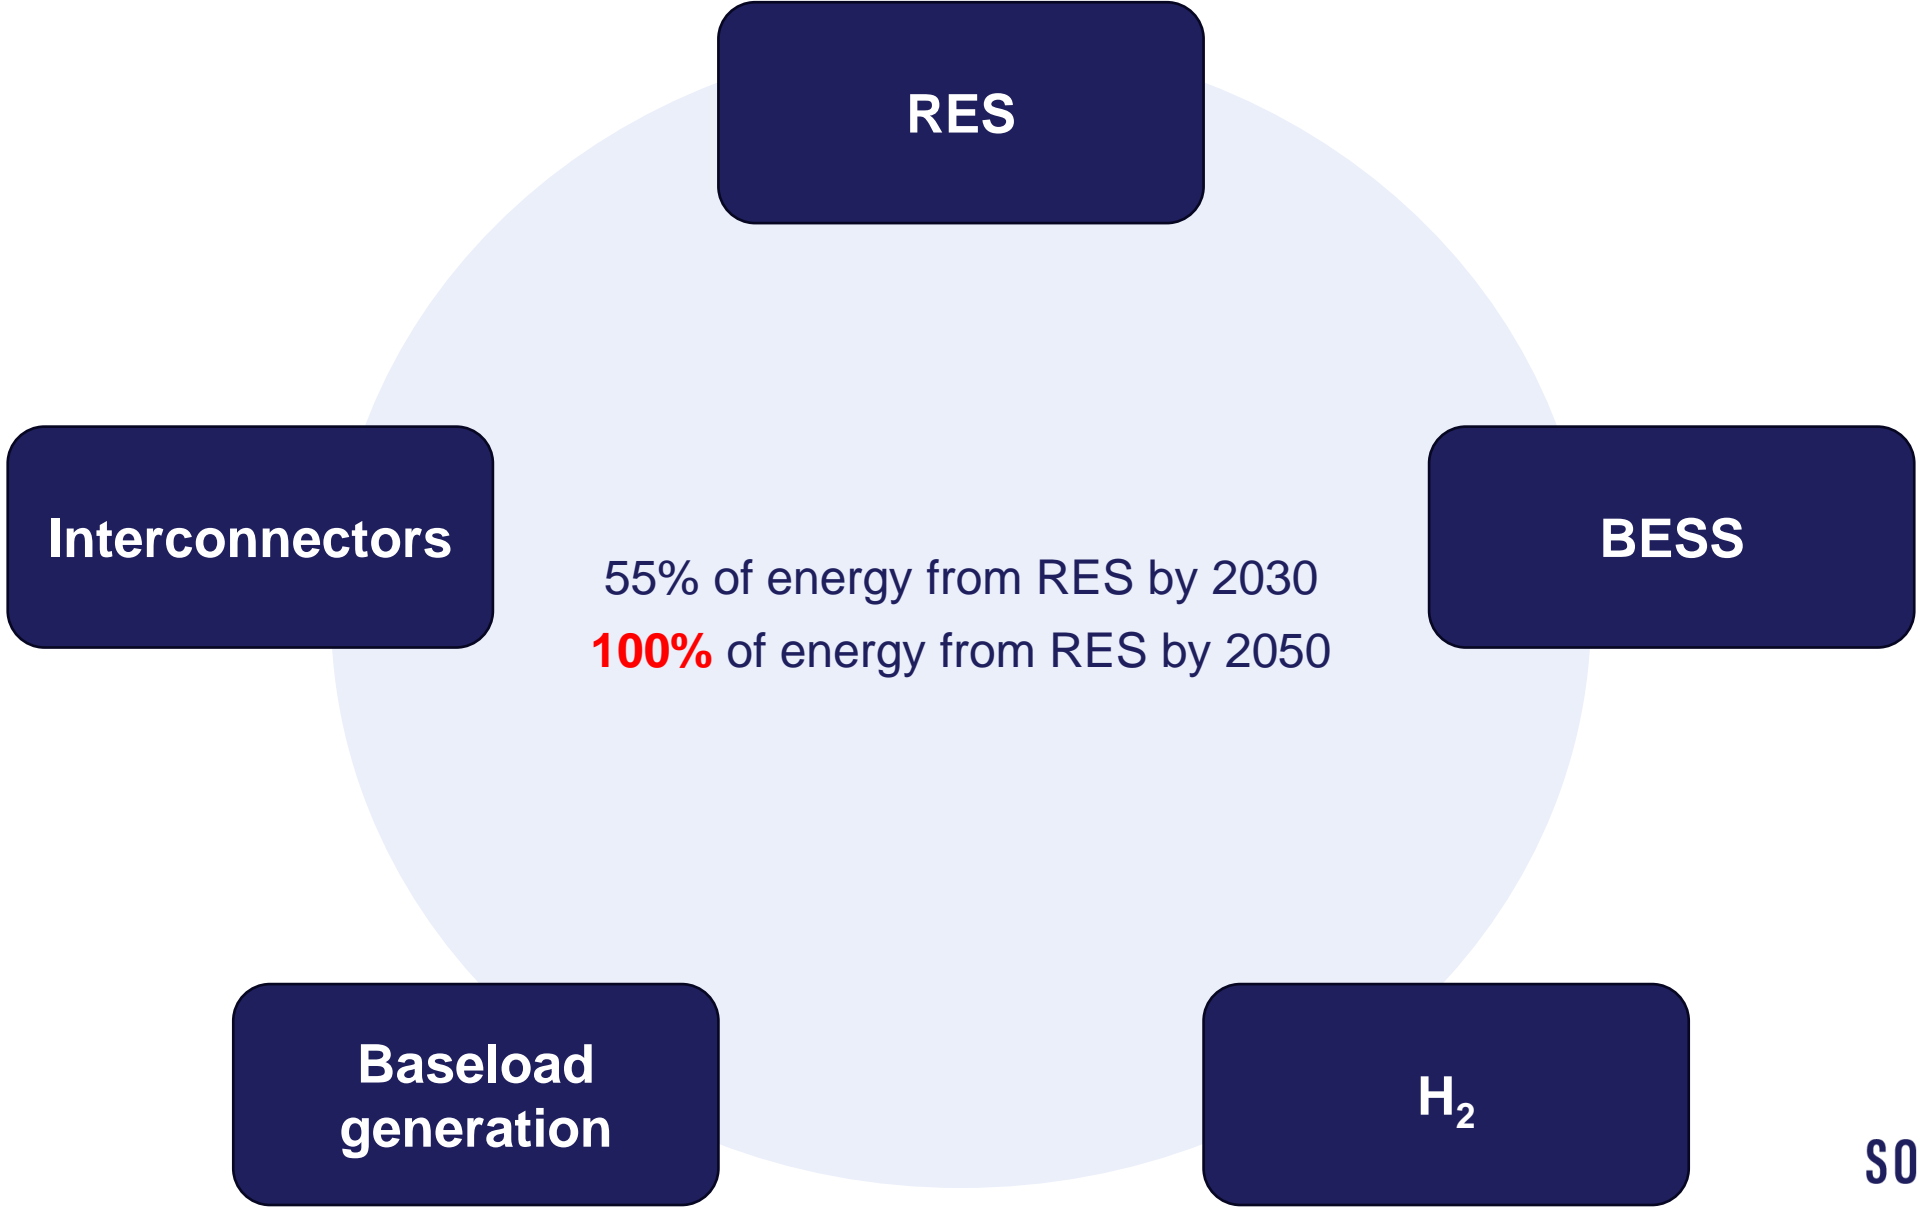 RES
Interconnectors
BESS
55% of energy from RES by 2030
100% of energy from RES by 2050
Baseload
generation
H₂
SO